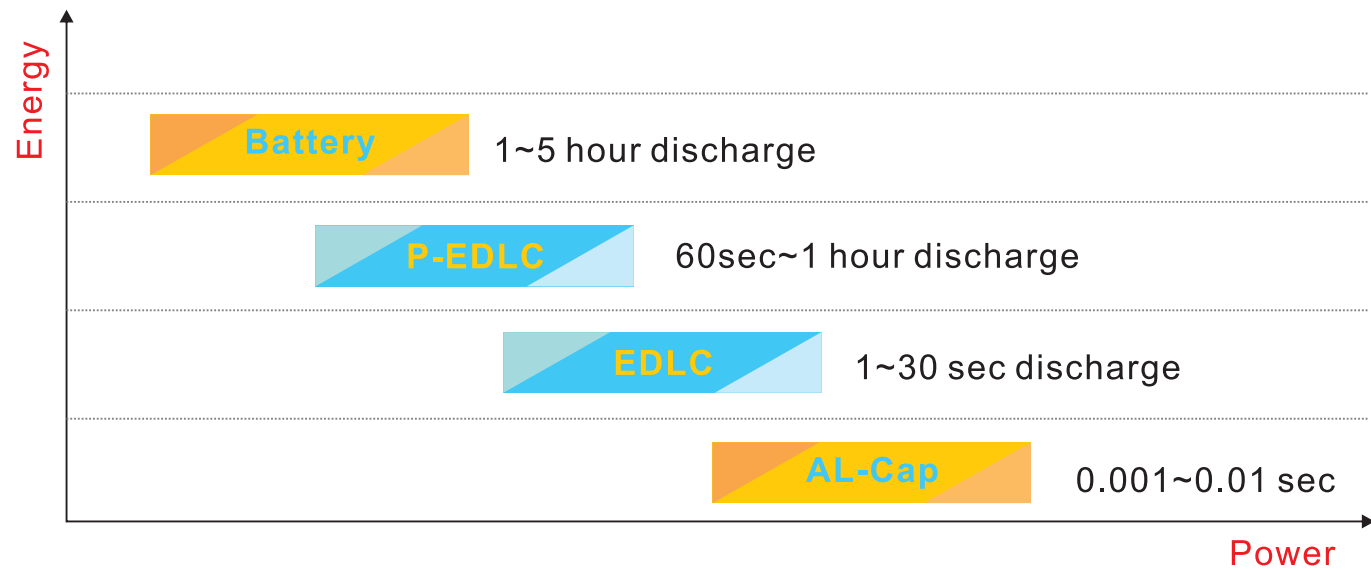 Energy
Battery
1~5 hour discharge
P-EDLC
60sec~1 hour discharge
EDLC
1~30 sec discharge
AL-Cap
0.001~0.01 sec
Power